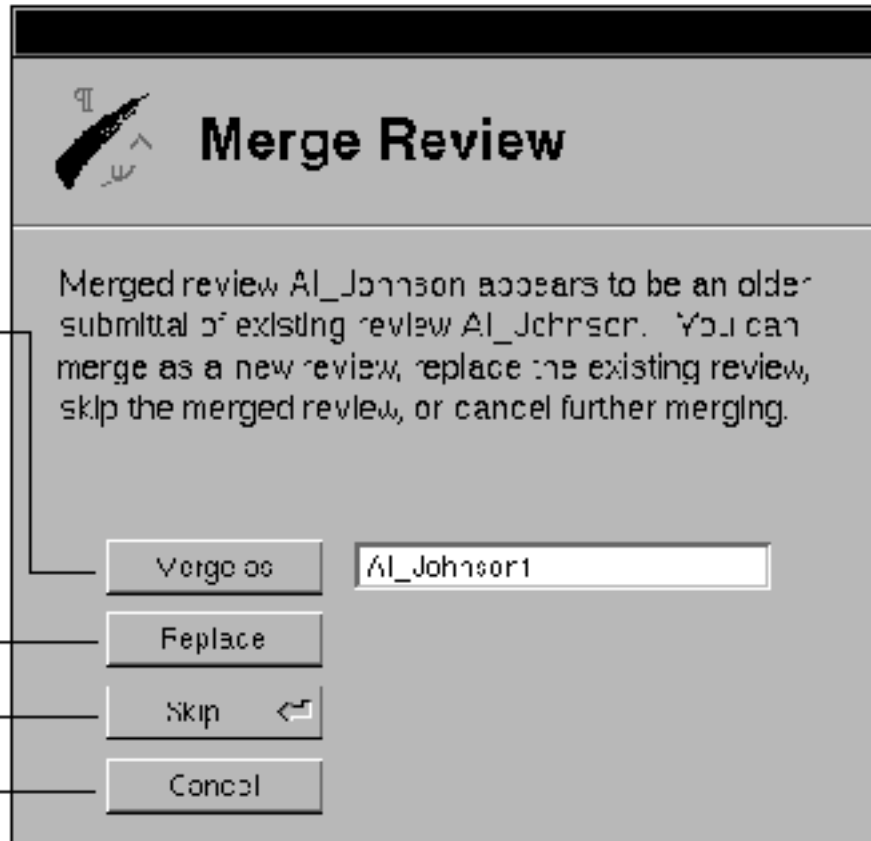 Merge Review
Merged review Al_Johnson appears to be an older
submittal of existing review Al_Johnson. You can
merge as a new review, replace the existing review,
skip the merged review, or cancel further merging.
Merge as Al_Johnson1
Replace
Skip
Cancel